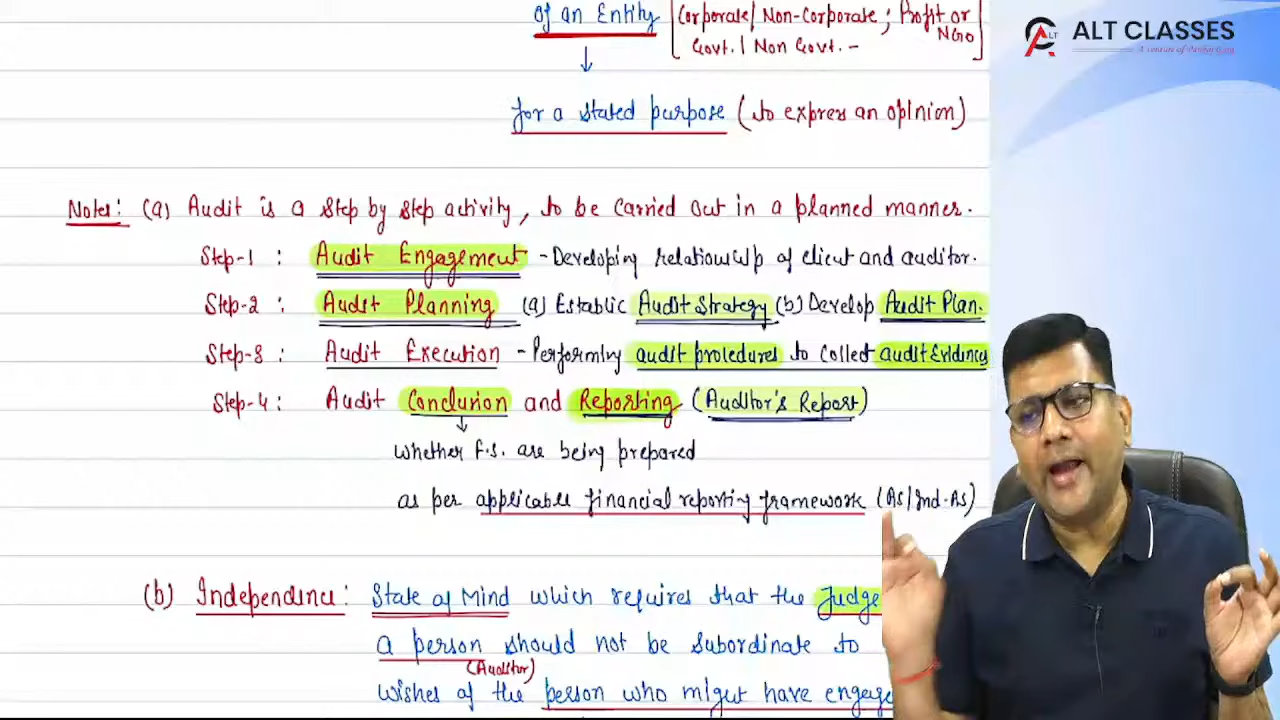 of an Entity [Corporate/ Non-Corporate ; Profit or NGO
Govt. / Non Govt. - ]
for a stated purpose (to express an opinion)
Notes: (a) Audit is a step by step activity, to be carried out in a planned manner.
Step-1 : Audit Engagement - Developing relationship of client and auditor.
Step-2 : Audit Planning (a) Establic Audit Strategy (b) Develop Audit Plan.
Step-3 : Audit Execution - Performing audit procedures to collect audit Evidency
Step-4 : Audit Conclusion and Reporting (Auditor's Report)
whether F.S. are being prepared
as per applicable financial reporting framework (AS/Ind-AS)
(b) Independence: State of Mind which requires that the Judge
a person should not be subordinate to
(Auditor)
wishes of the person who might have engage
ALT
ALT CLASSES